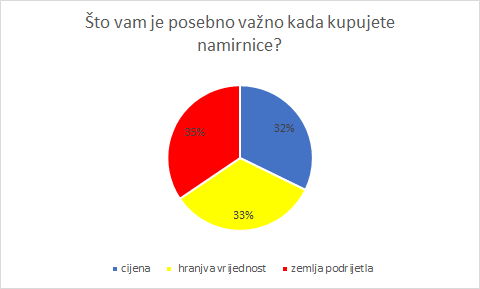 Što vam je posebno važno kada kupujete
namirnice?
32%
35%
33%
cijena
hranjva vrijednost
zemlja podrijetla